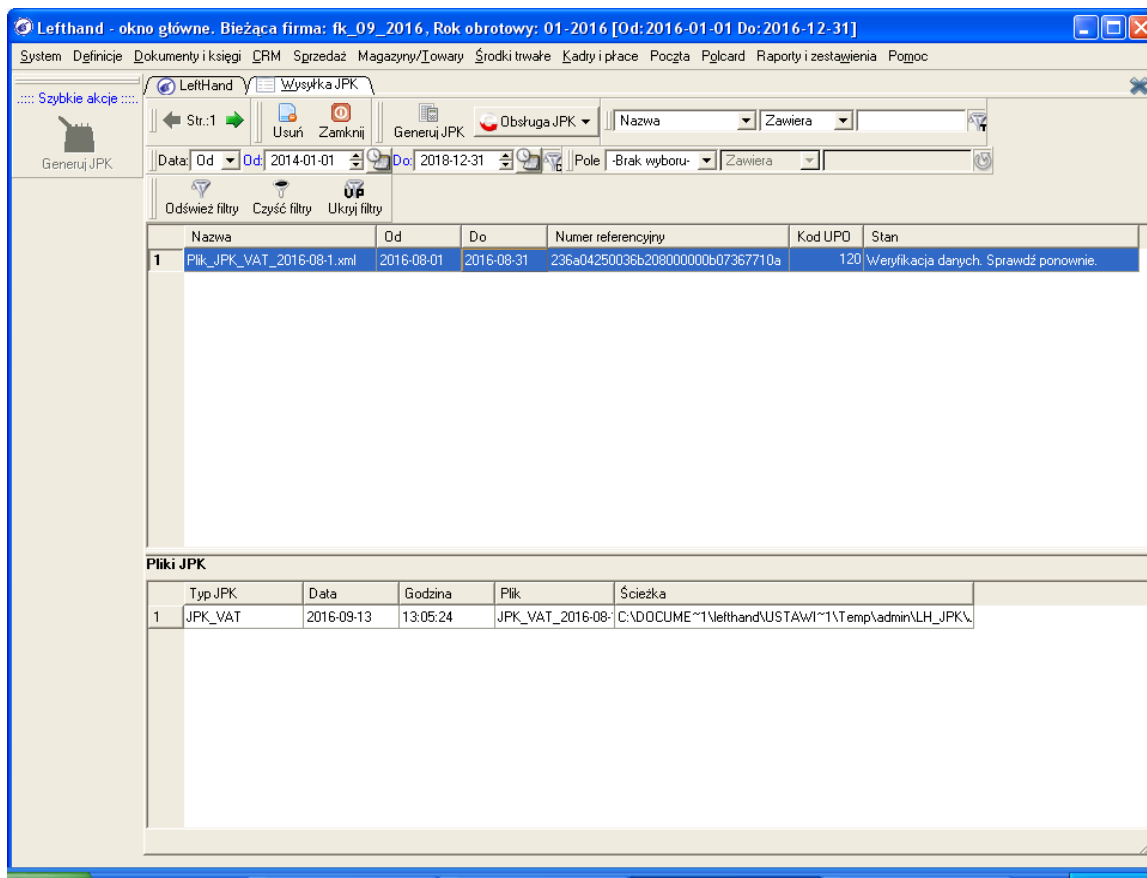 Lefthand - okno główne. Bieżąca firma: fk_09_2016, Rok obrotowy: 01-2016 [Od:2016-01-01 Do:2016-12-31]
System Definicje Dokumenty i księgi CRM Sprzedaż Magazyny/Towary Środki trwałe Kadry i płace Poczta Polcard Raporty i zestawienia Pomoc
::::: Szybkie akcje :::::
Generuj JPK
LeftHand Wysyłka JPK
Str.:1 Usuń Zamknij Generuj JPK Obsługa JPK Nazwa Zawiera
Data: Od Od: 2014-01-01 Do: 2018-12-31 Pole -Brak wyboru- Zawiera
Odśwież filtry Czyść filtry UP Ukryj filtry
Nazwa Od Do Numer referencyjny Kod UPO Stan
1 Plik_JPK_VAT_2016-08-1.xml 2016-08-01 2016-08-31 236a04250036b208000000b07367710a 120 Weryfikacja danych. Sprawdź ponownie.
Pliki JPK
Typ JPK Data Godzina Plik Ścieżka
1 JPK_VAT 2016-09-13 13:05:24 JPK_VAT_2016-08- C:\DOCUME~1\lefthand\USTAWI~1\Temp\admin\LH_JPK\..